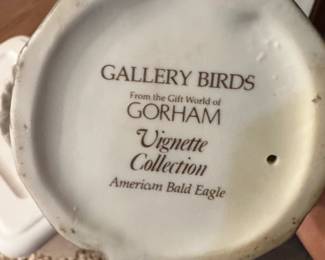 GALLERY BIRDS
From the Gift World of
GORHAM
Vignette
Collection
American Bald Eagle